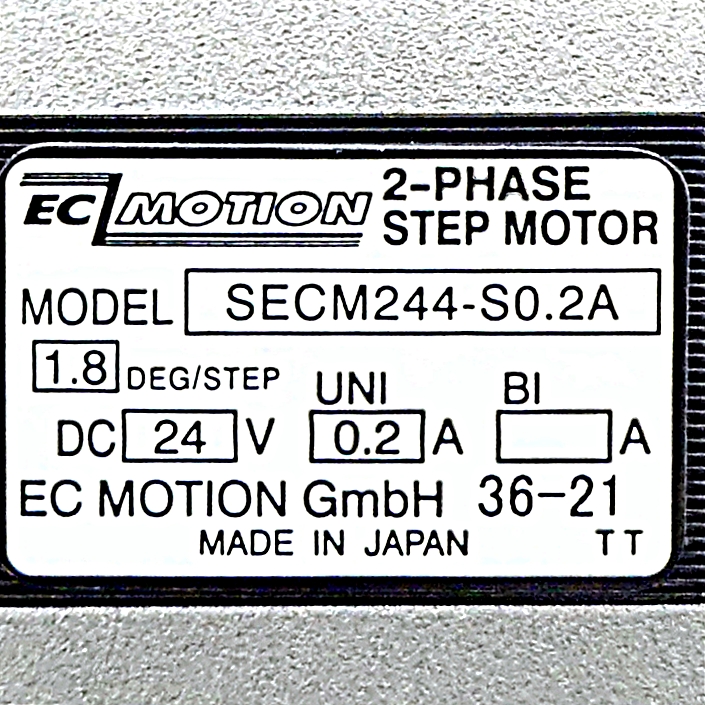 EC MOTION
2-PHASE
STEP MOTOR
MODEL SECM244-S0.2A
1.8 DEG/STEP
UNI BI
DC 24 V 0.2 A A
EC MOTION GmbH 36-21
MADE IN JAPAN TT